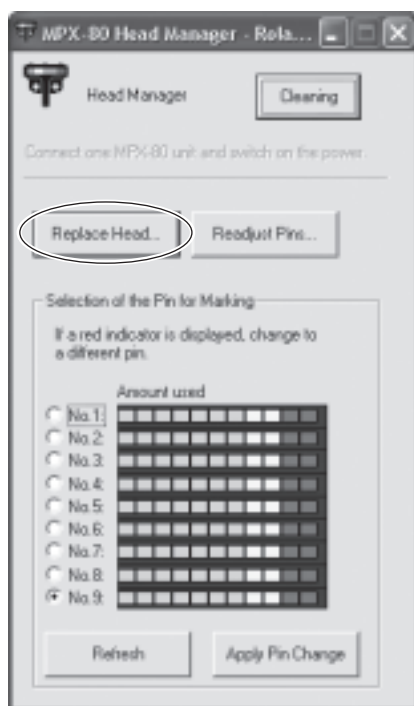 MPX-80 Head Manager - Rola...
Head Manager
Cleaning
Connect one MPX-80 unit and switch on the power.
Replace Head...
Readjust Pins...
Selection of the Pin for Marking
If a red indicator is displayed, change to
a different pin.
Amount used
No.1:
No.2:
No.3:
No.4:
No.5:
No.6:
No.7:
No.8:
No.9:
Refresh
Apply Pin Change